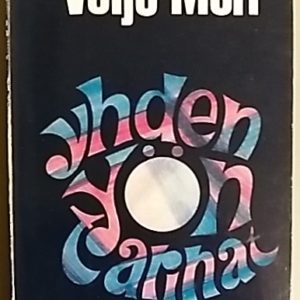 Veijo Meri
yhden
yön
tarinat